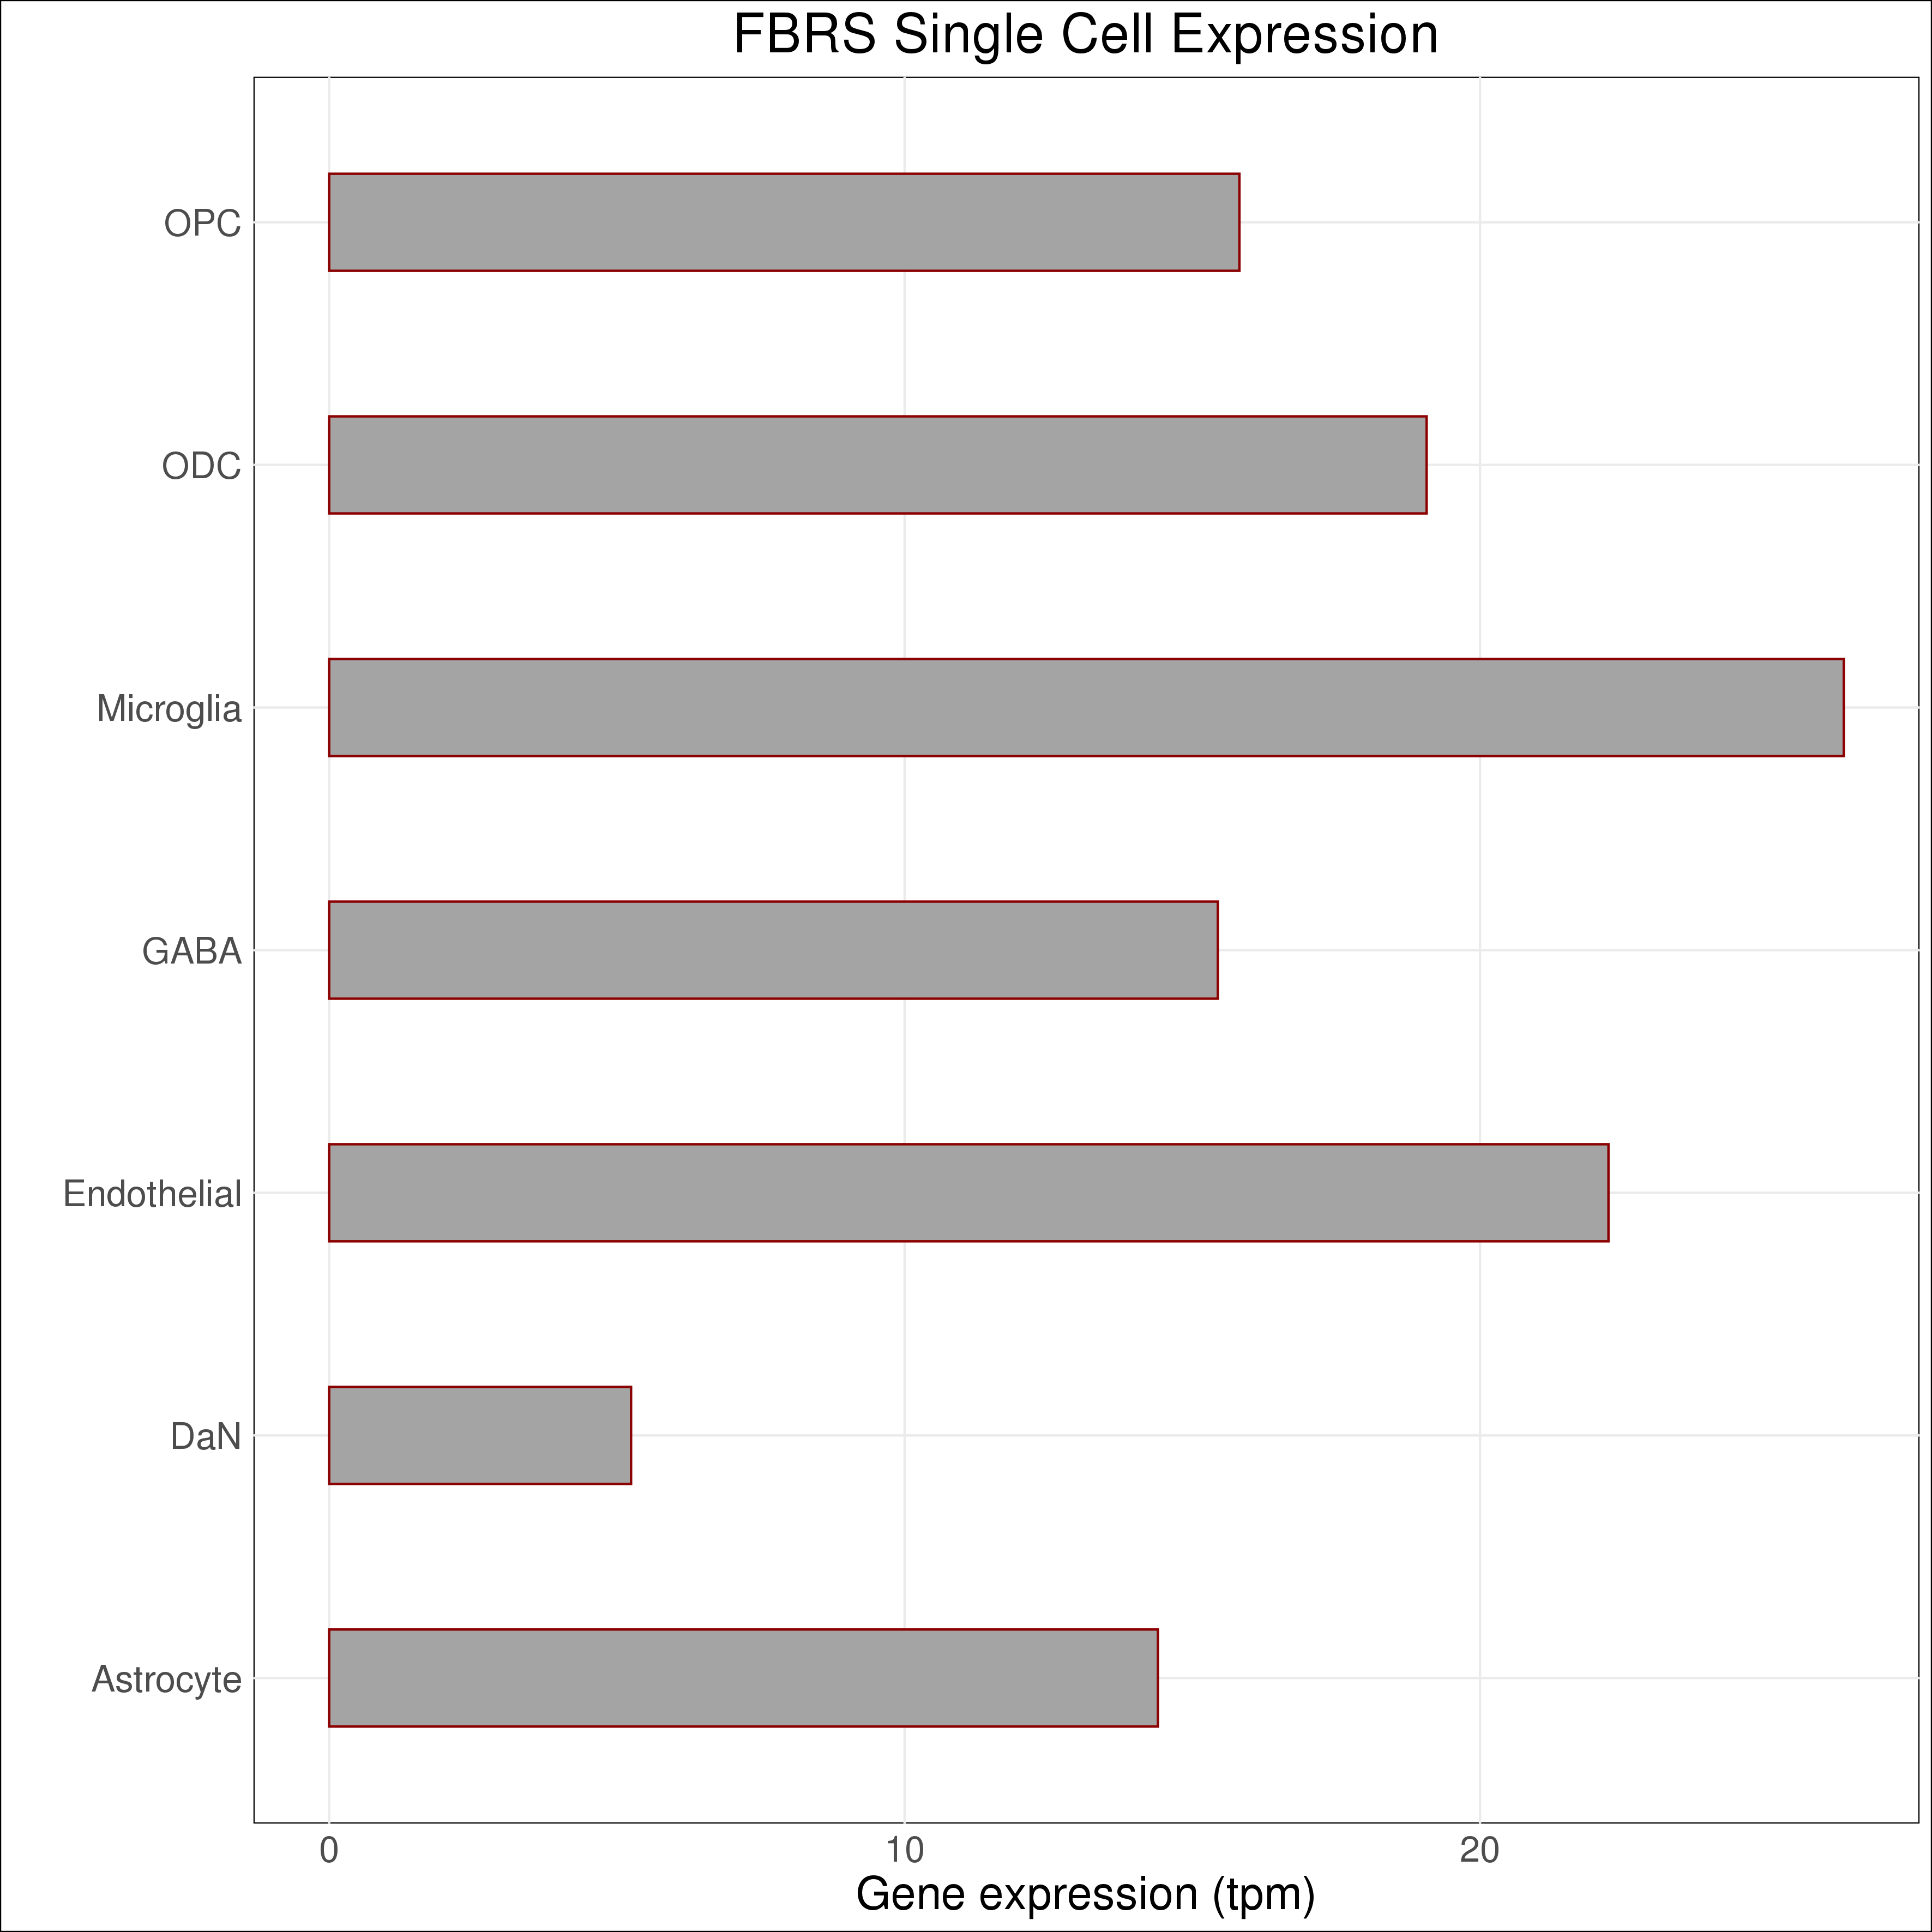 FBRS Single Cell Expression
OPC
ODC
Microglia
GABA
Endothelial
DaN
Astrocyte
0 10 20
Gene expression (tpm)